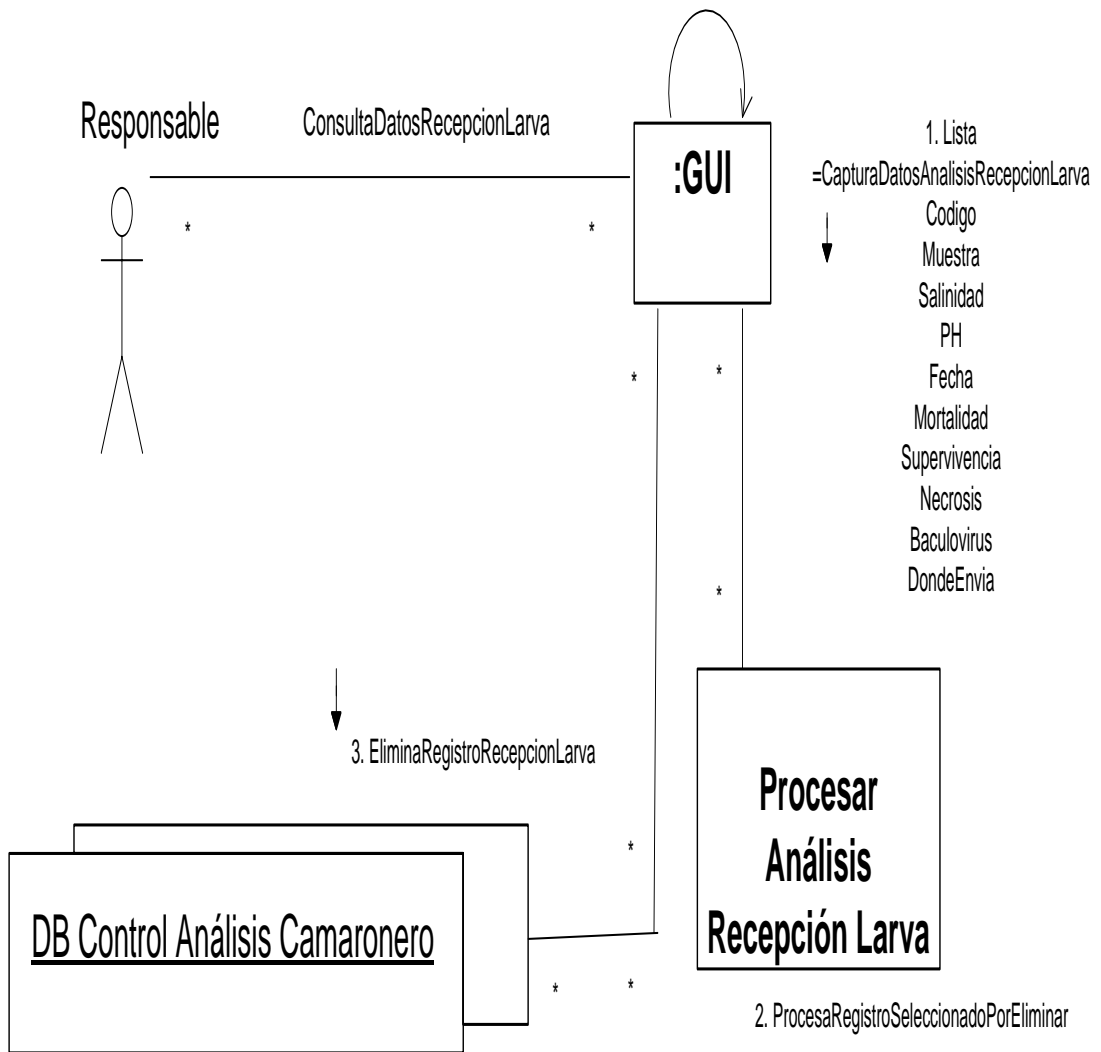 Responsable
ConsultaDatosRecepcionLarva
:GUI
1. Lista
=CapturaDatosAnalisisRecepcionLarva
Codigo
Muestra
Salinidad
PH
Fecha
Mortalidad
Supervivencia
Necrosis
Baculovirus
DondeEnvia
*
*
*
*
*
3. EliminaRegistroRecepcionLarva
Procesar
Análisis
Recepción Larva
*
DB Control Análisis Camaronero
*
*
2. ProcesaRegistroSeleccionadoPorEliminar